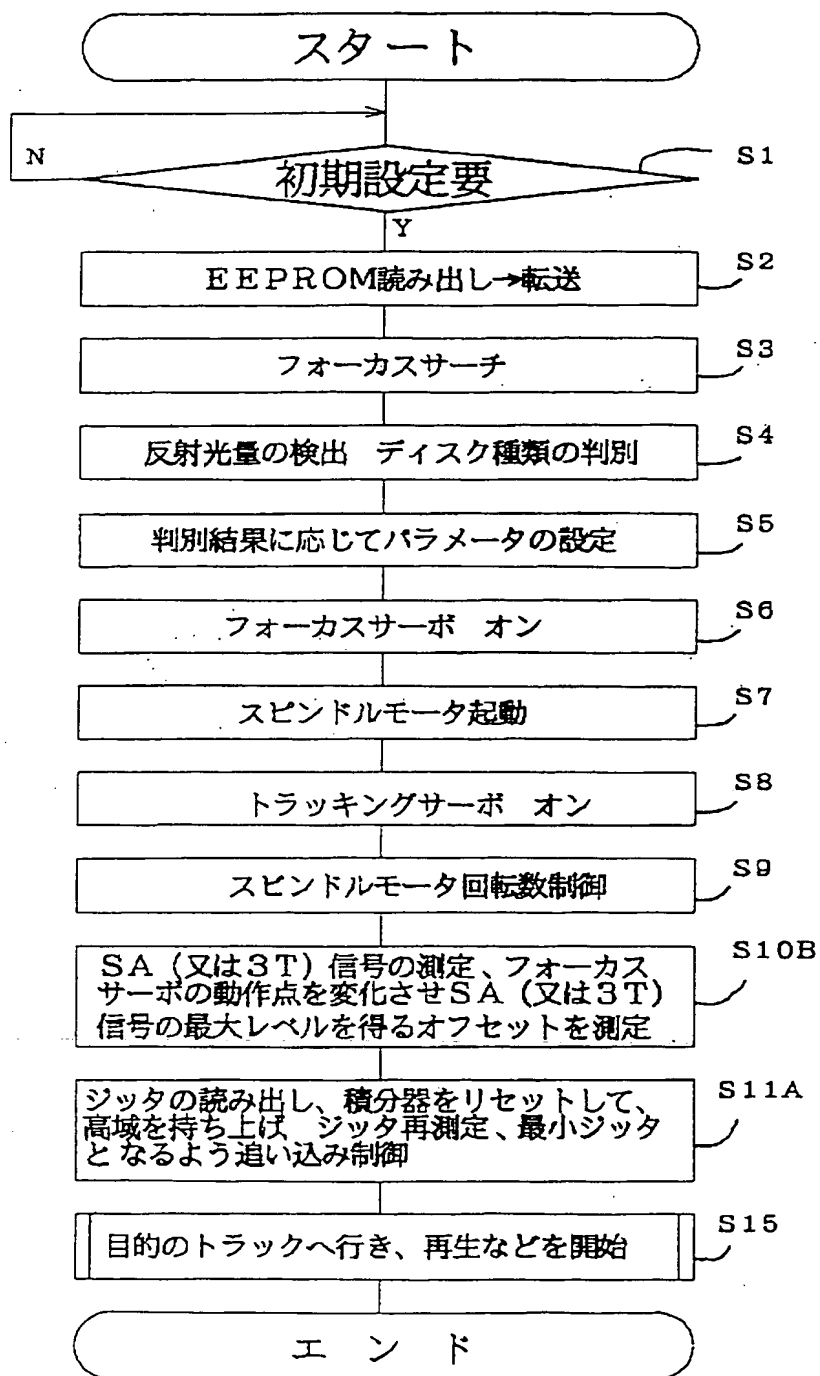 スタート
N
初期設定要
S1
Y
EEPROM読み出し→転送
S2
フォーカスサーチ
S3
反射光量の検出 ディスク種類の判別
S4
判別結果に応じてパラメータの設定
S5
フォーカスサーボ オン
S6
スピンドルモータ起動
S7
トラッキングサーボ オン
S8
スピンドルモータ回転数制御
S9
SA(又は3T)信号の測定、フォーカス
サーボの動作点を変化させSA(又は3T)
信号の最大レベルを得るオフセットを測定
S10B
ジッタの読み出し、積分器をリセットして、
高域を持ち上げ ジッタ再測定、最小ジッタ
となるよう追い込み制御
S11A
目的のトラックへ行き、再生などを開始
S15
エンド